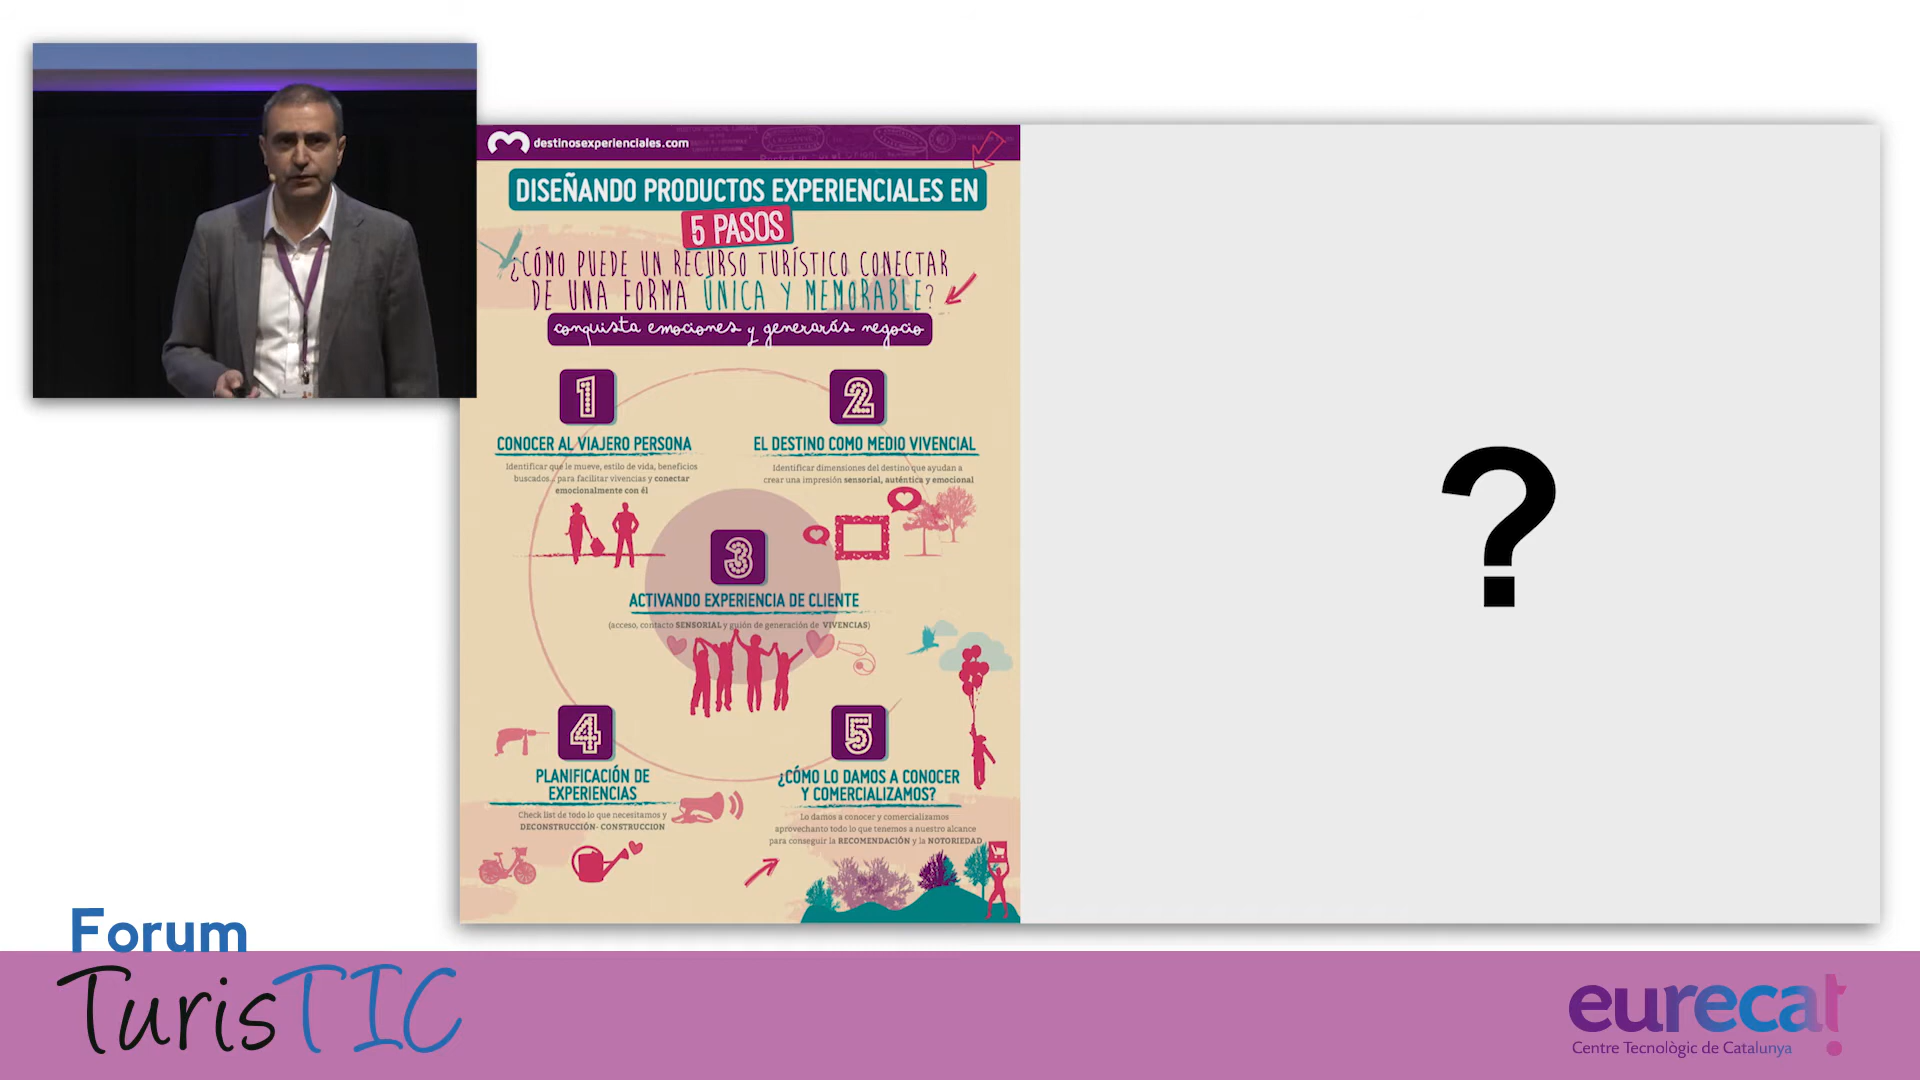 destinosexperienciales.com
DISEÑANDO PRODUCTOS EXPERIENCIALES EN
5 PASOS
¿CÓMO PUEDE UN RECURSO TURÍSTICO CONECTAR
DE UNA FORMA ÚNICA Y MEMORABLE?
conquista emociones y generarás negocio
1
2
CONOCER AL VIAJERO PERSONA
Identificar que le mueve, estilo de vida, beneficios
buscados... para facilitar vivencias y conectar
emocionalmente con él
EL DESTINO COMO MEDIO VIVENCIAL
Identificar dimensiones del destino que ayudan a
crear una impresión sensorial, auténtica y emocional
3
ACTIVANDO EXPERIENCIA DE CLIENTE
(acceso, contacto SENSORIAL y guión de generación de VIVENCIAS)
4
PLANIFICACIÓN DE
EXPERIENCIAS
Check list de todo lo que necesitamos y
DECONSTRUCCIÓN- CONSTRUCCION
5
¿CÓMO LO DAMOS A CONOCER
Y COMERCIALIZAMOS?
Lo damos a conocer y comercializamos
aprovechanto todo lo que tenemos a nuestro alcance
para conseguir la RECOMENDACIÓN y la NOTORIEDAD
?
Forum
TurisTIC
eurecat
Centre Tecnològic de Catalunya